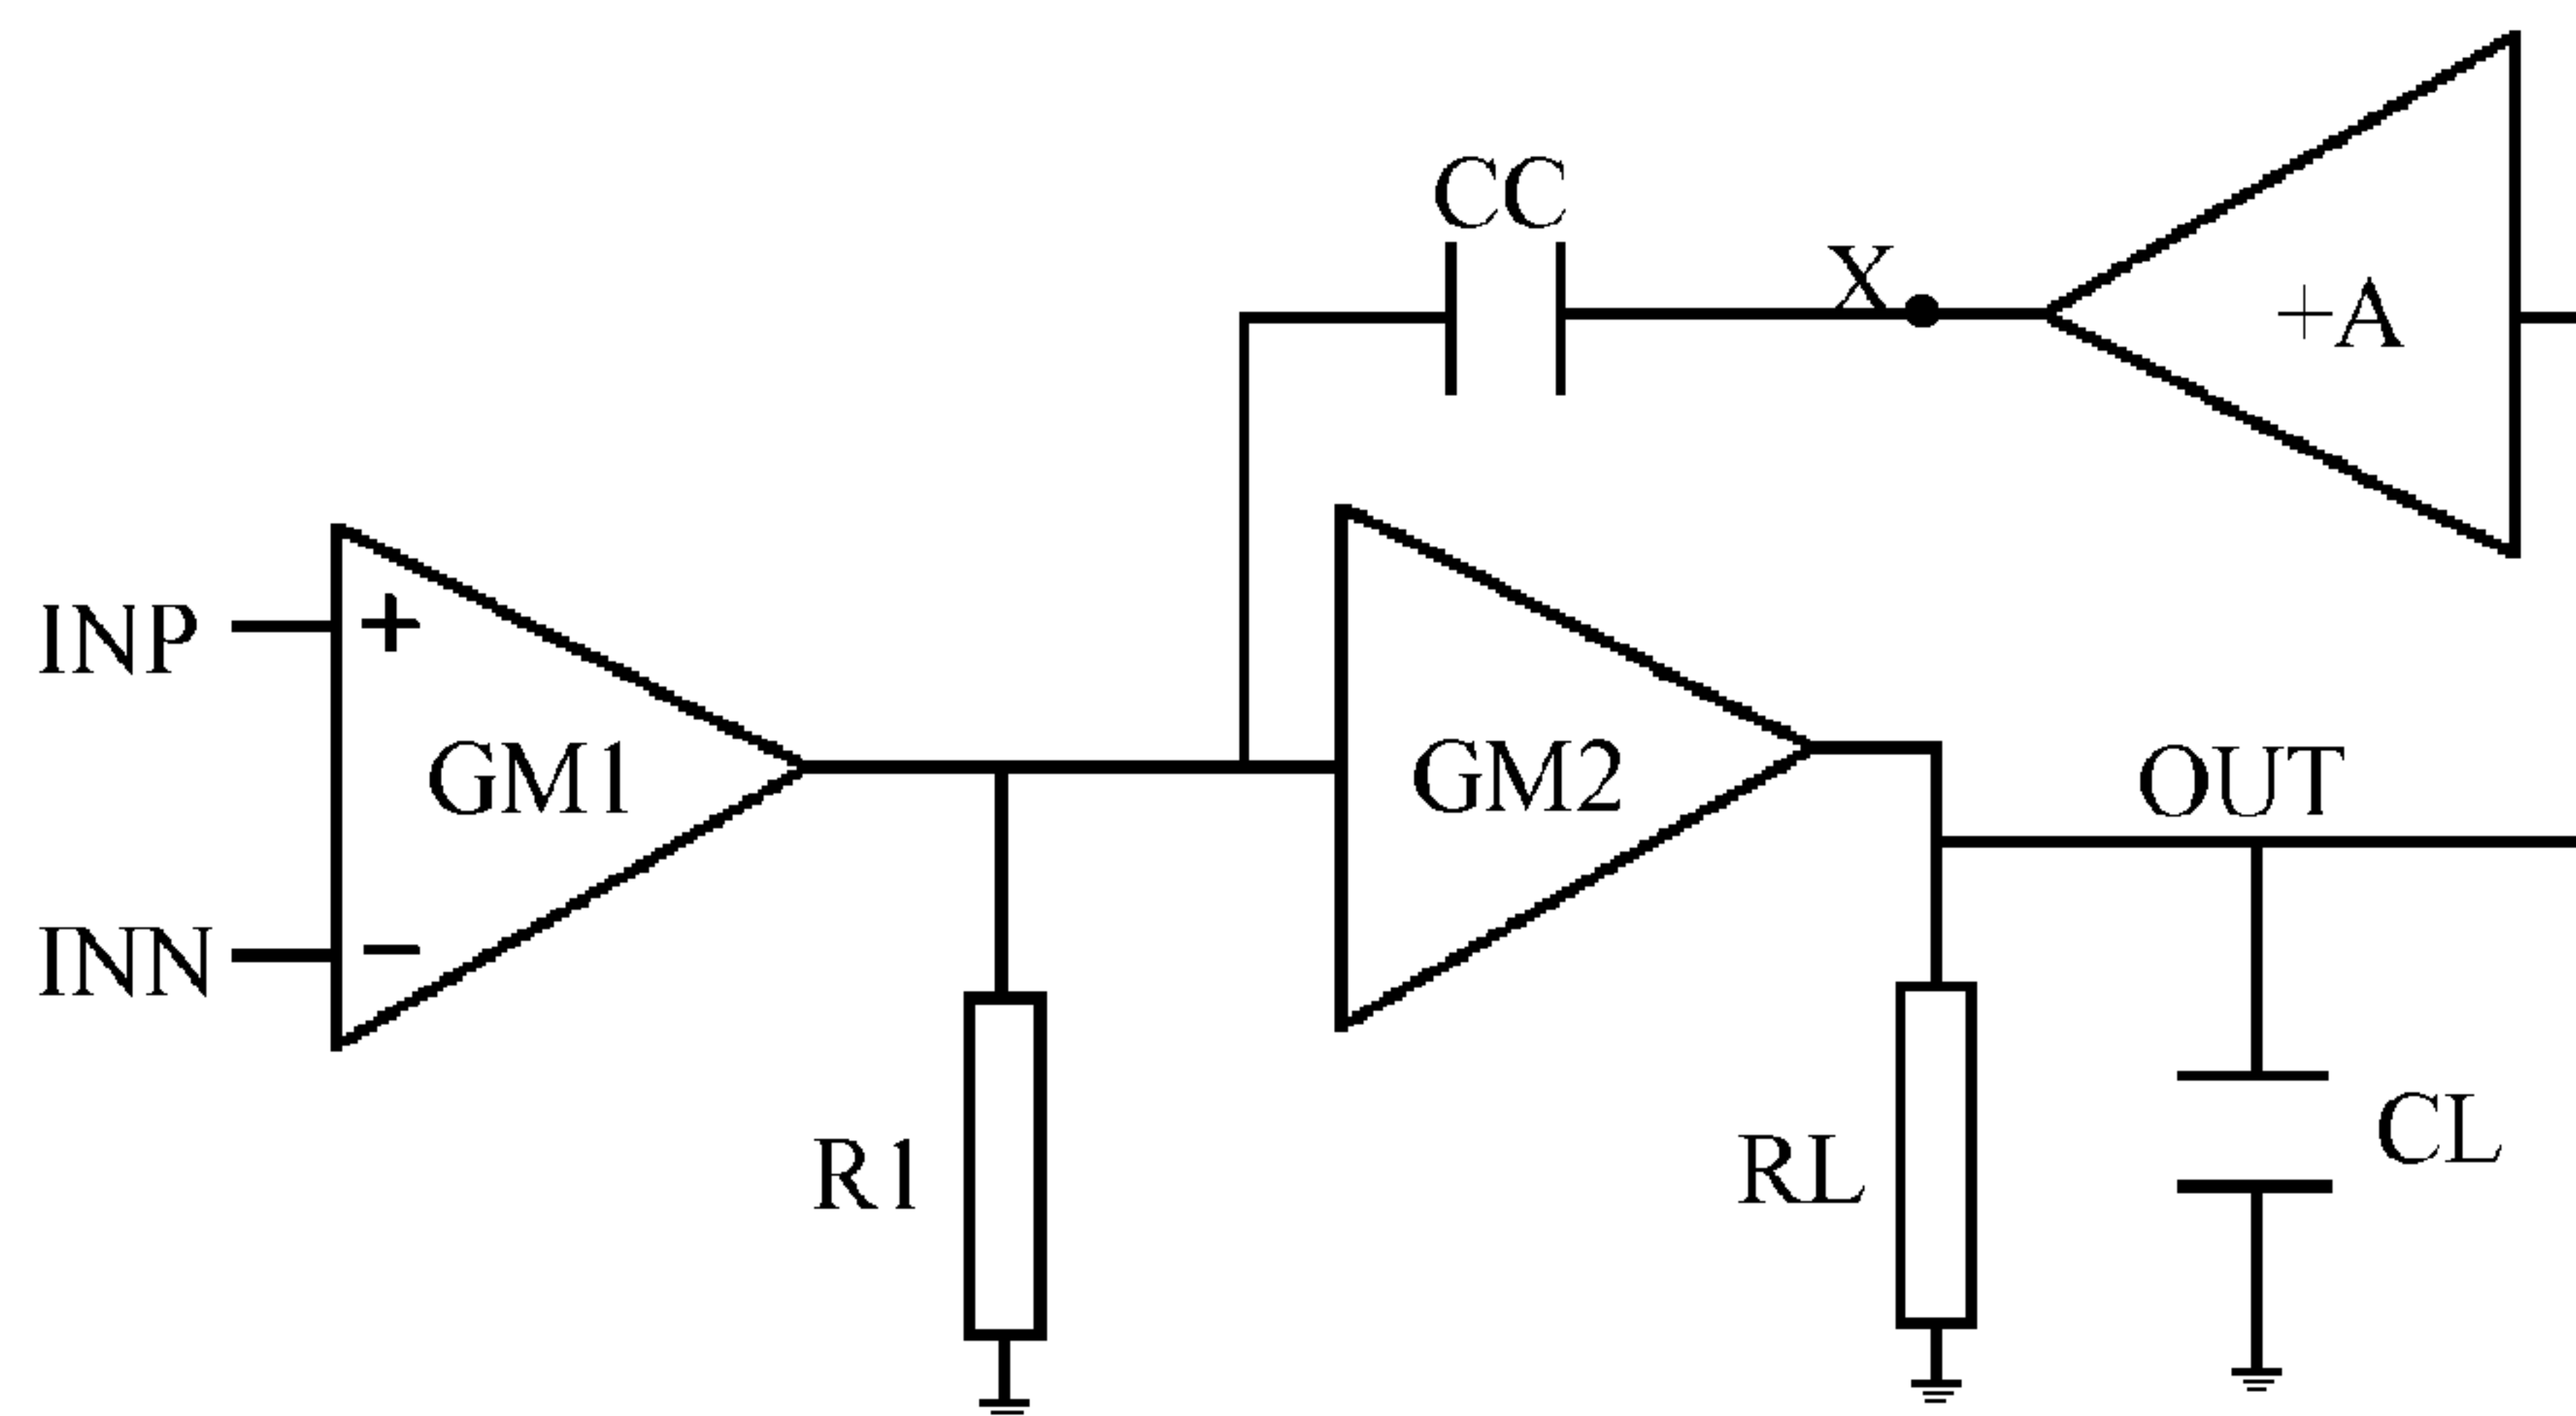 CC
X
+A
INP
+
GM1
GM2
OUT
INN
−
R1
RL
CL